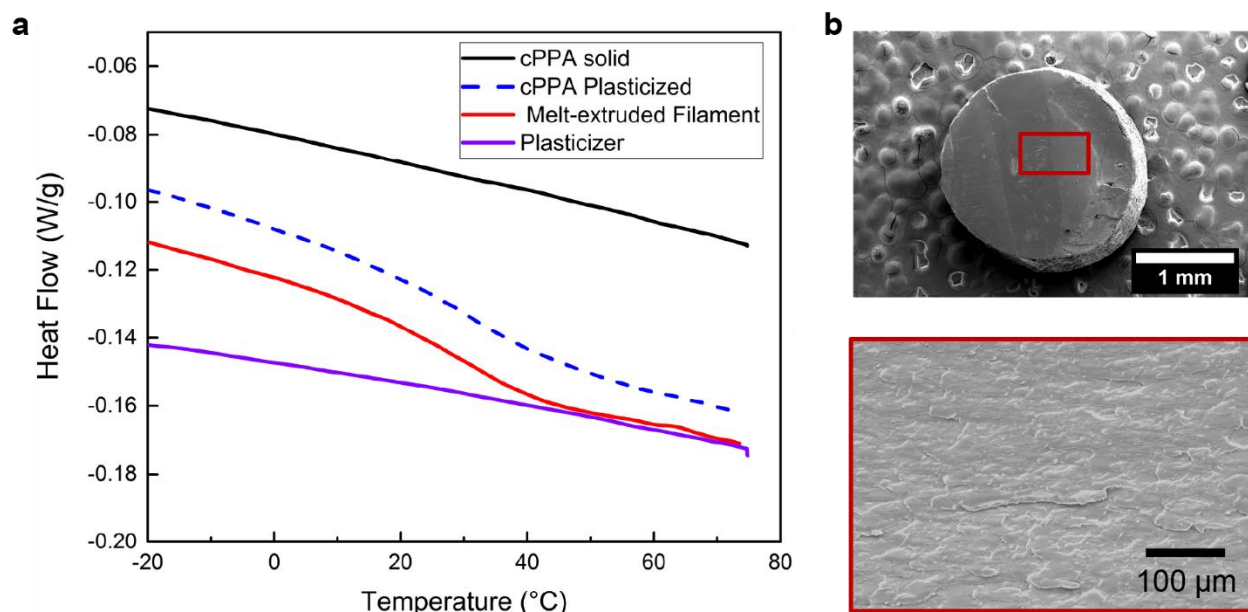 a
-0.06
-0.08
-0.10
-0.12
-0.14
-0.16
-0.18
-0.20
Heat Flow (W/g)
cPPA solid
cPPA Plasticized
Melt-extruded Filament
Plasticizer
-20
0
20
40
60
80
Temperature (°C)
b
1 mm
100 µm